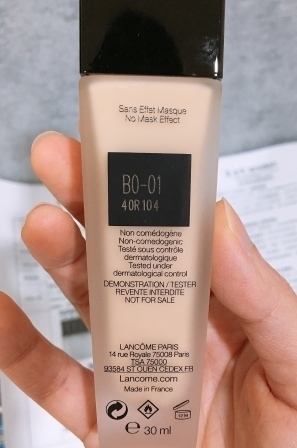 Sans Effet Masque
No Mask Effect
BO-01
40R104
Non comédogène
Non-comedogenic
Testé sous contrôle
dermatologique
Tested under
dermatological control
DEMONSTRATION / TESTER
REVENTE INTERDITE
NOT FOR SALE
LANCÔME PARIS
14 rue Royale 75008 Paris
TSA 75000
93584 ST OUEN CEDEX.FR
Lancome.com
Made in France
12 M
e 30 ml